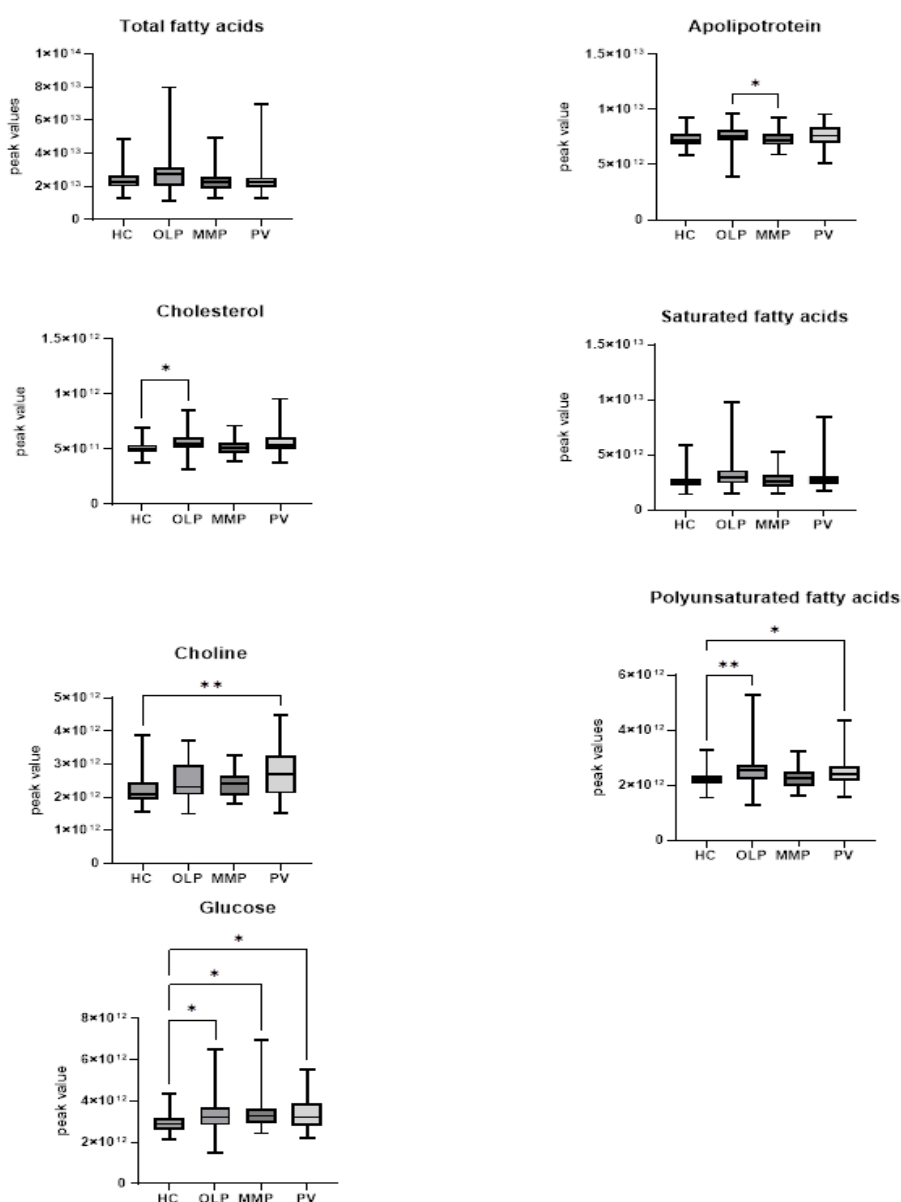 Total fatty acids
peak values
1×10¹⁴
8×10¹³
6×10¹³
4×10¹³
2×10¹³
0
HC OLP MMP PV
Apolipotrotein
peak value
1.5×10¹³
1×10¹³
5×10¹²
0
*
HC OLP MMP PV
Cholesterol
peak value
1.5×10¹²
1×10¹²
5×10¹¹
0
*
HC OLP MMP PV
Saturated fatty acids
peak value
1.5×10¹³
1×10¹³
5×10¹²
0
HC OLP MMP PV
Choline
peak value
5×10¹²
4×10¹²
3×10¹²
2×10¹²
1×10¹²
0
**
HC OLP MMP PV
Polyunsaturated fatty acids
peak values
6×10¹²
4×10¹²
2×10¹²
0
*
**
HC OLP MMP PV
Glucose
peak value
8×10¹²
6×10¹²
4×10¹²
2×10¹²
0
*
*
*
HC OLP MMP PV